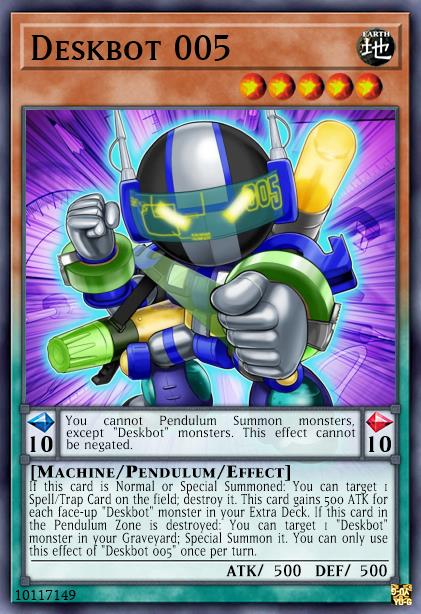 DESKBOT 005
EARTH
地
005
You cannot Pendulum Summon monsters,
except "Deskbot" monsters. This effect cannot
be negated.
10
10
[MACHINE/PENDULUM/EFFECT]
If this card is Normal or Special Summoned: You can target 1
Spell/Trap Card on the field; destroy it. This card gains 500 ATK for
each face-up "Deskbot" monster in your Extra Deck. If this card in
the Pendulum Zone is destroyed: You can target 1 "Deskbot"
monster in your Graveyard; Special Summon it. You can only use
this effect of "Deskbot 005" once per turn.
ATK/ 500 DEF/ 500
10117149